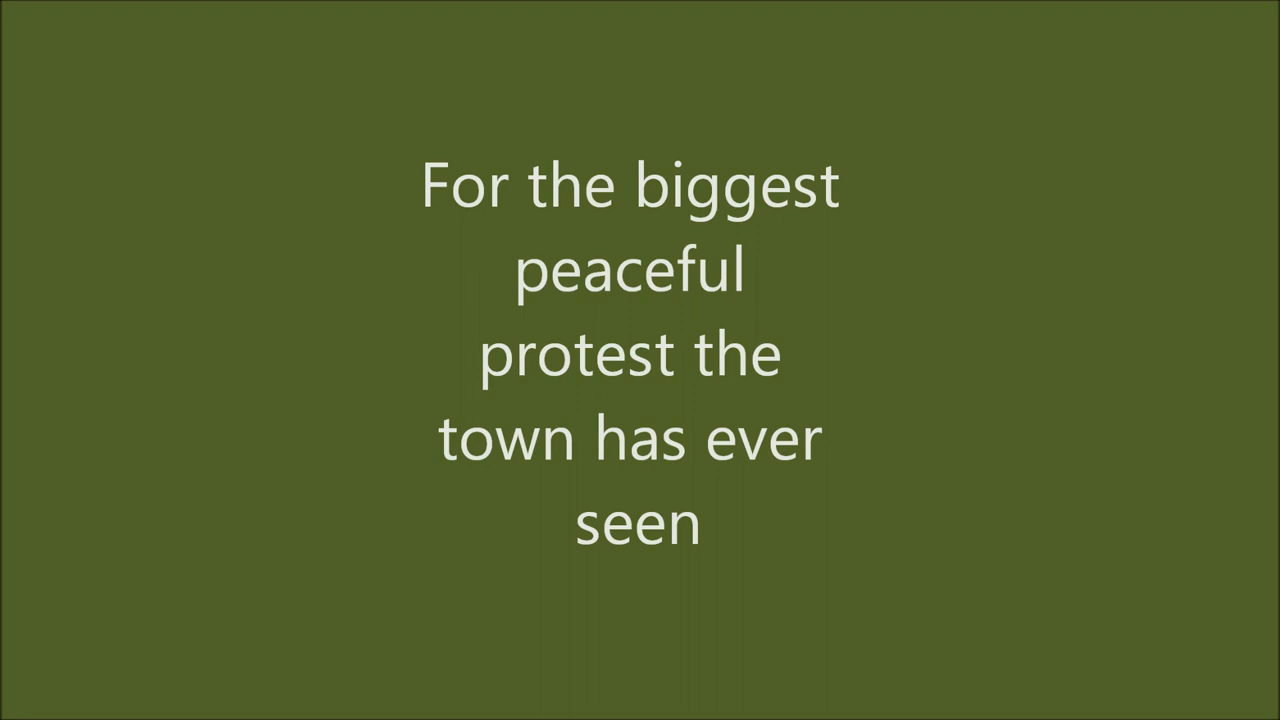 For the biggest
peaceful
protest the
town has ever
seen